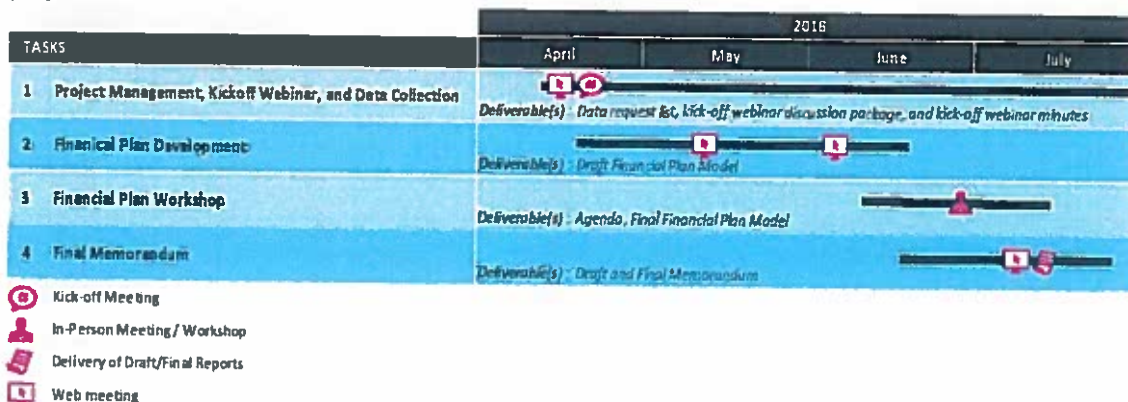 2016
TASKS
April May June July
1 Project Management, Kickoff Webinar, and Data Collection
Deliverable(s) : Data request list, kick-off webinar discussion package, and kick-off webinar minutes
2 Finanical Plan Development
Deliverable(s) : Draft Financial Plan Model
3 Financial Plan Workshop
Deliverable(s) : Agenda, Final Financial Plan Model
4 Final Memorandum
Deliverable(s) : Draft and Final Memorandum
Kick-off Meeting
In-Person Meeting / Workshop
Delivery of Draft/Final Reports
Web meeting